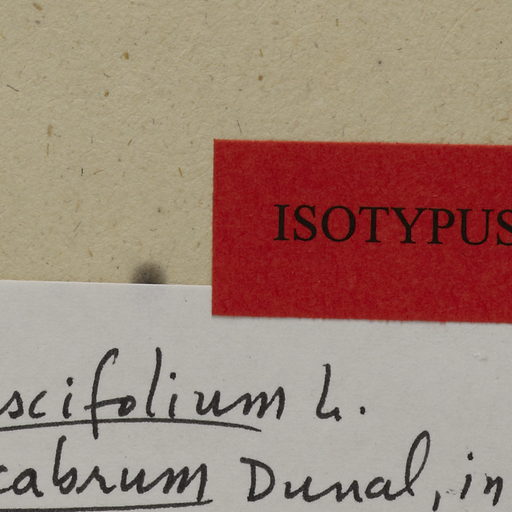 ISOTYPUS
scifolium L.
cabrum Dunal, in